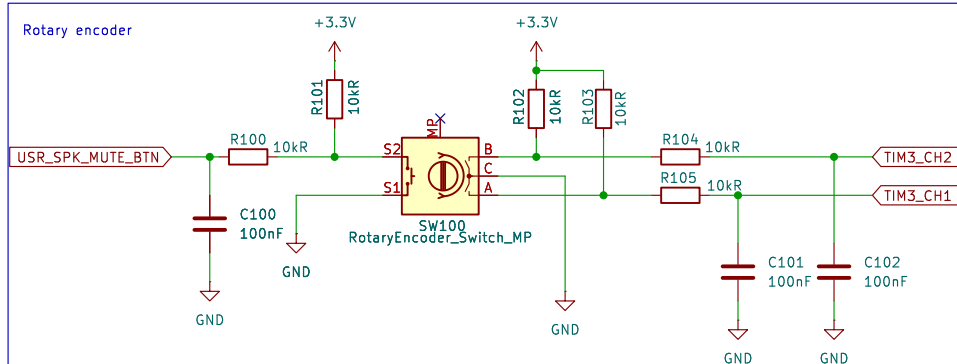 Rotary encoder
+3.3V
+3.3V
R101
10kR
R102
10kR
R103
10kR
MP
R100
10kR
USR_SPK_MUTE_BTN
S2
S1
B
C
A
R104
10kR
TIM3_CH2
R105
10kR
TIM3_CH1
C100
100nF
SW100
RotaryEncoder_Switch_MP
GND
C101
100nF
C102
100nF
GND
GND
GND
GND